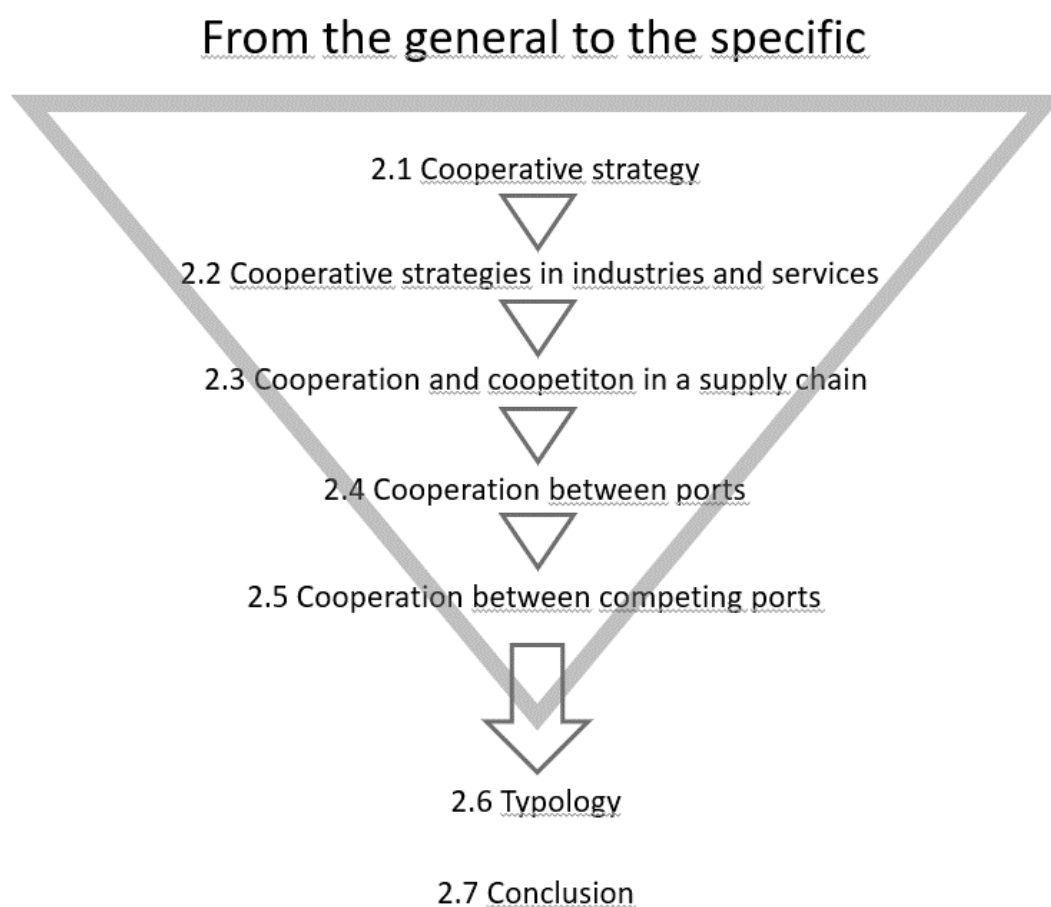 From the general to the specific
2.1 Cooperative strategy
2.2 Cooperative strategies in industries and services
2.3 Cooperation and coopetiton in a supply chain
2.4 Cooperation between ports
2.5 Cooperation between competing ports
2.6 Typology
2.7 Conclusion